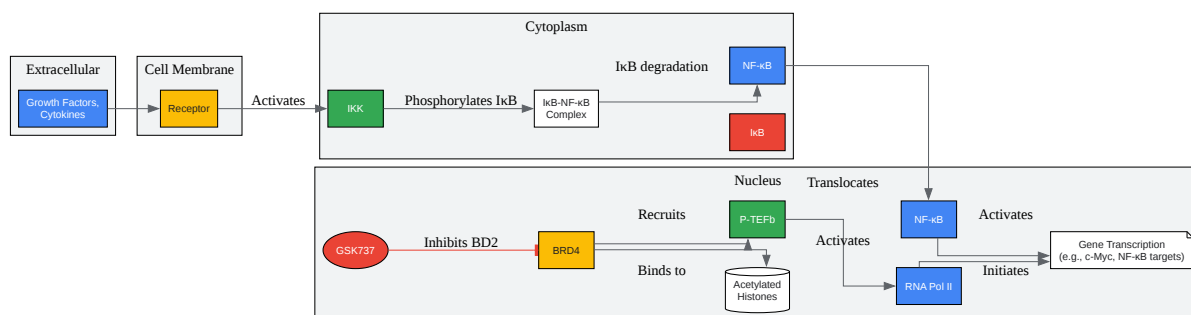 Cytoplasm
Extracellular
Cell Membrane
IκB degradation
NF-κB
Growth Factors,
Cytokines
Receptor
Activates
IKK
Phosphorylates IκB
IκB-NF-κB
Complex
IκB
Nucleus
Translocates
Recruits
P-TEFb
NF-κB
Activates
GSK737
Inhibits BD2
BRD4
Activates
Gene Transcription
(e.g., c-Myc, NF-κB targets)
Binds to
Acetylated
Histones
RNA Pol II
Initiates